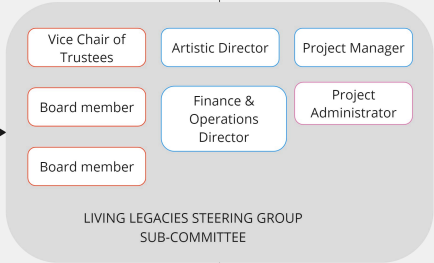 Vice Chair of
Trustees
Artistic Director
Project Manager
Board member
Finance &
Operations
Director
Project
Administrator
Board member
LIVING LEGACIES STEERING GROUP
SUB-COMMITTEE